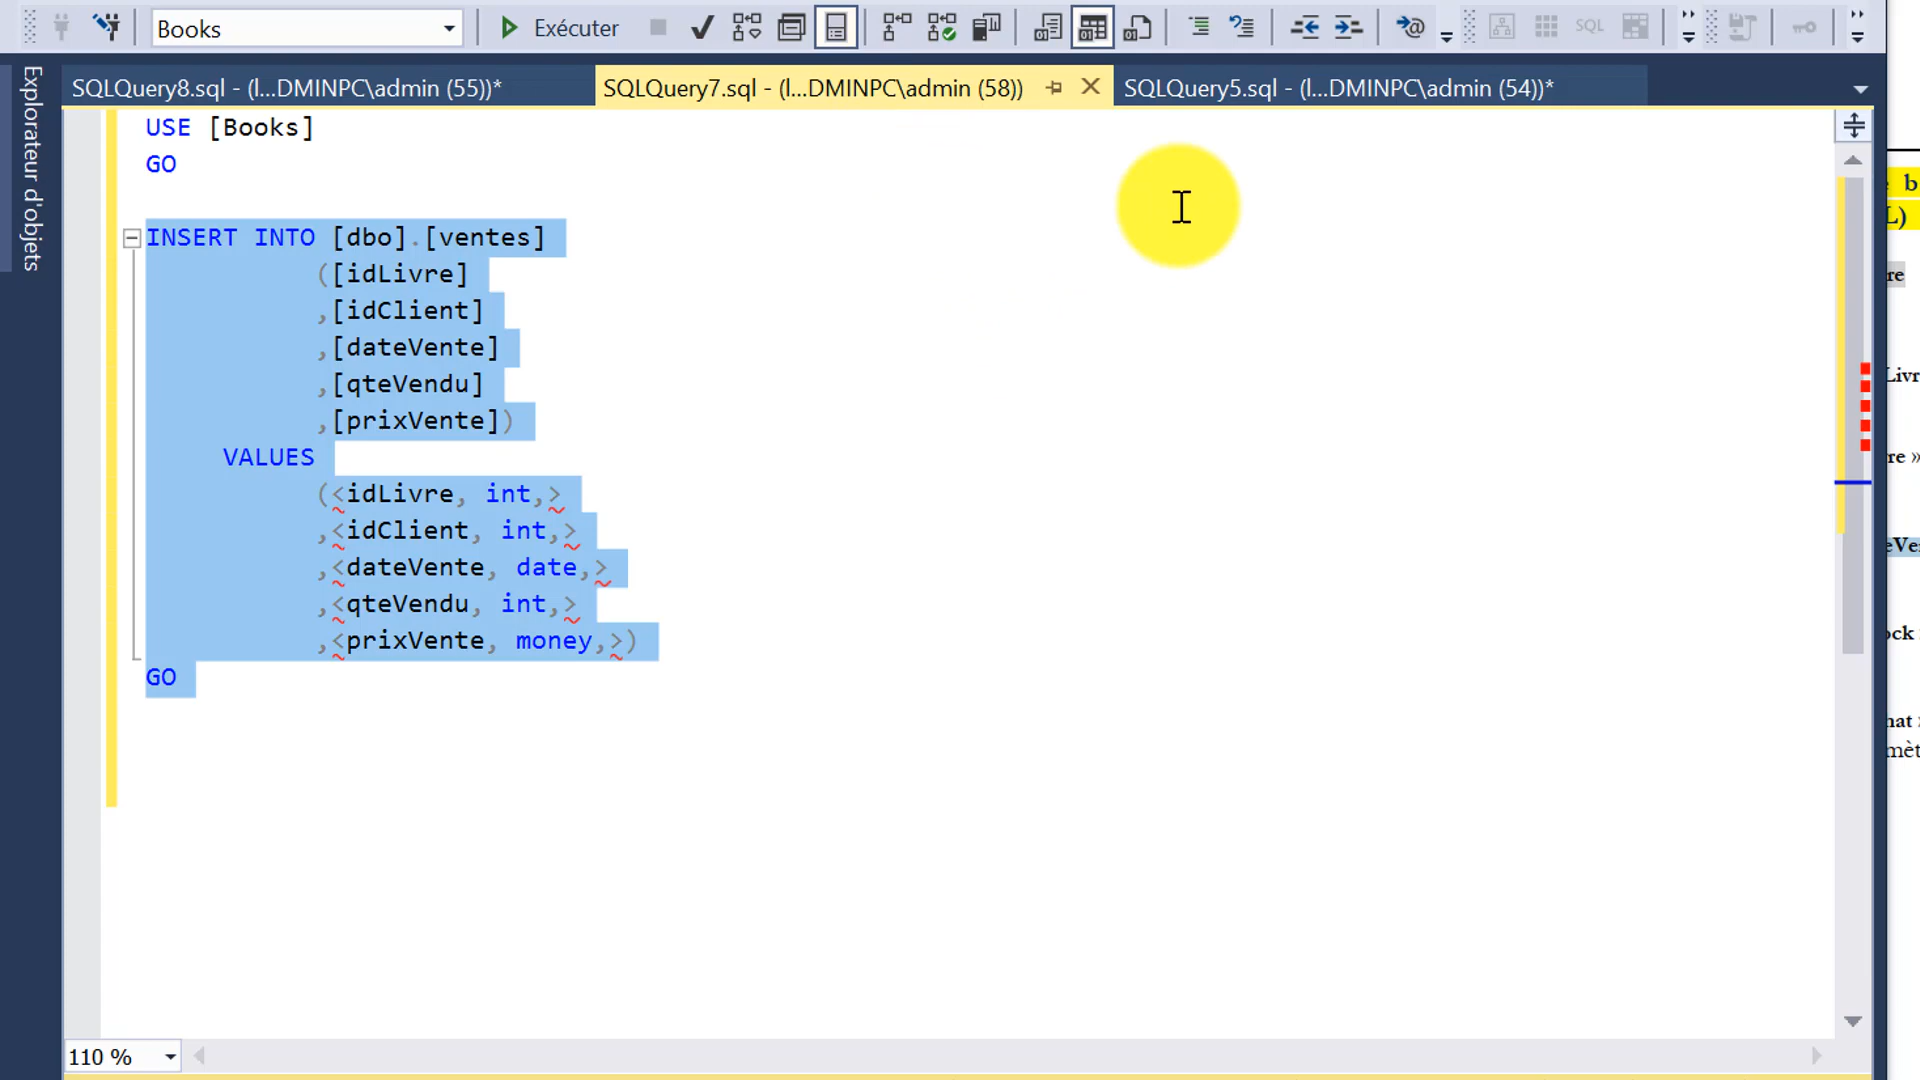 Books
Exécuter
SQL
SQLQuery8.sql - (l...DMINPC\admin (55))*
SQLQuery7.sql - (l...DMINPC\admin (58))
SQLQuery5.sql - (l...DMINPC\admin (54))*
Explorateur d'objets
USE [Books]
GO
INSERT INTO [dbo].[ventes]
([idLivre]
,[idClient]
,[dateVente]
,[qteVendu]
,[prixVente])
VALUES
(<idLivre, int,>
,<idClient, int,>
,<dateVente, date,>
,<qteVendu, int,>
,<prixVente, money,>)
GO
110 %